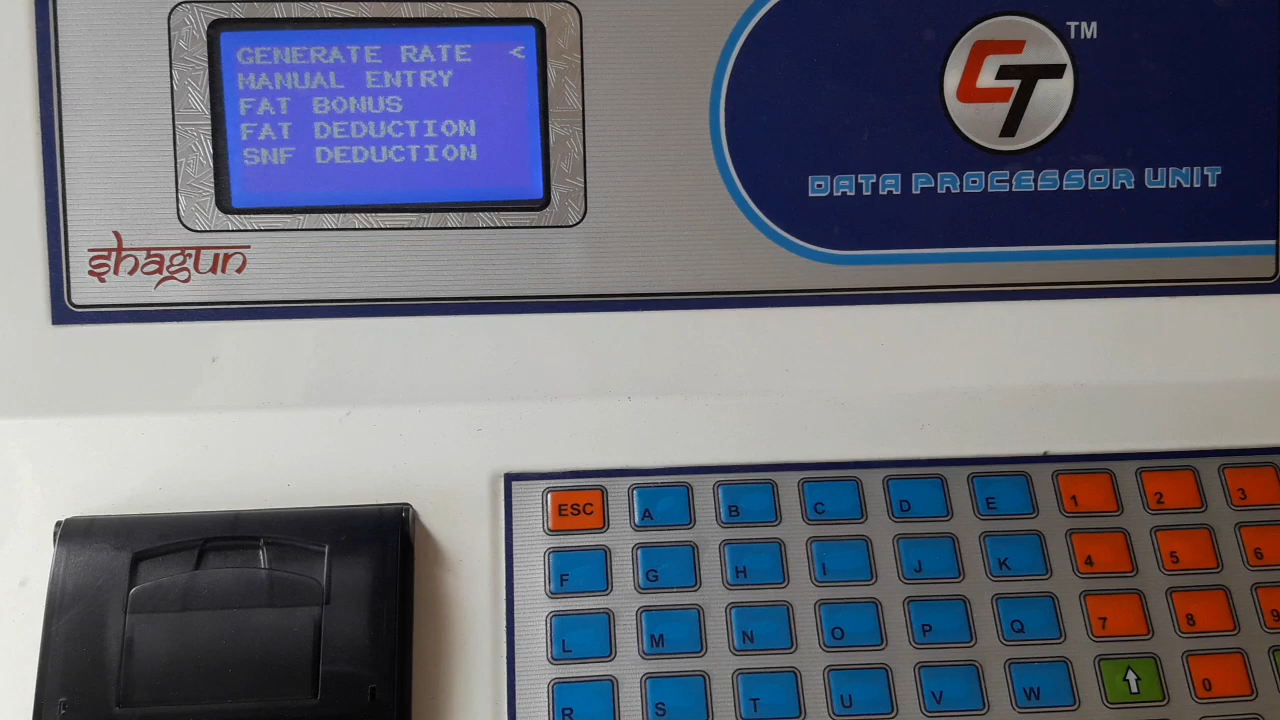 GENERATE RATE <
MANUAL ENTRY
FAT BONUS
FAT DEDUCTION
SNF DEDUCTION
shagun
CT TM
DATA PROCESSOR UNIT
ESC A B C D E 1 2 3
F G H I J K 4 5 6
L M N O P Q 7 8 9
R S T U V W 0